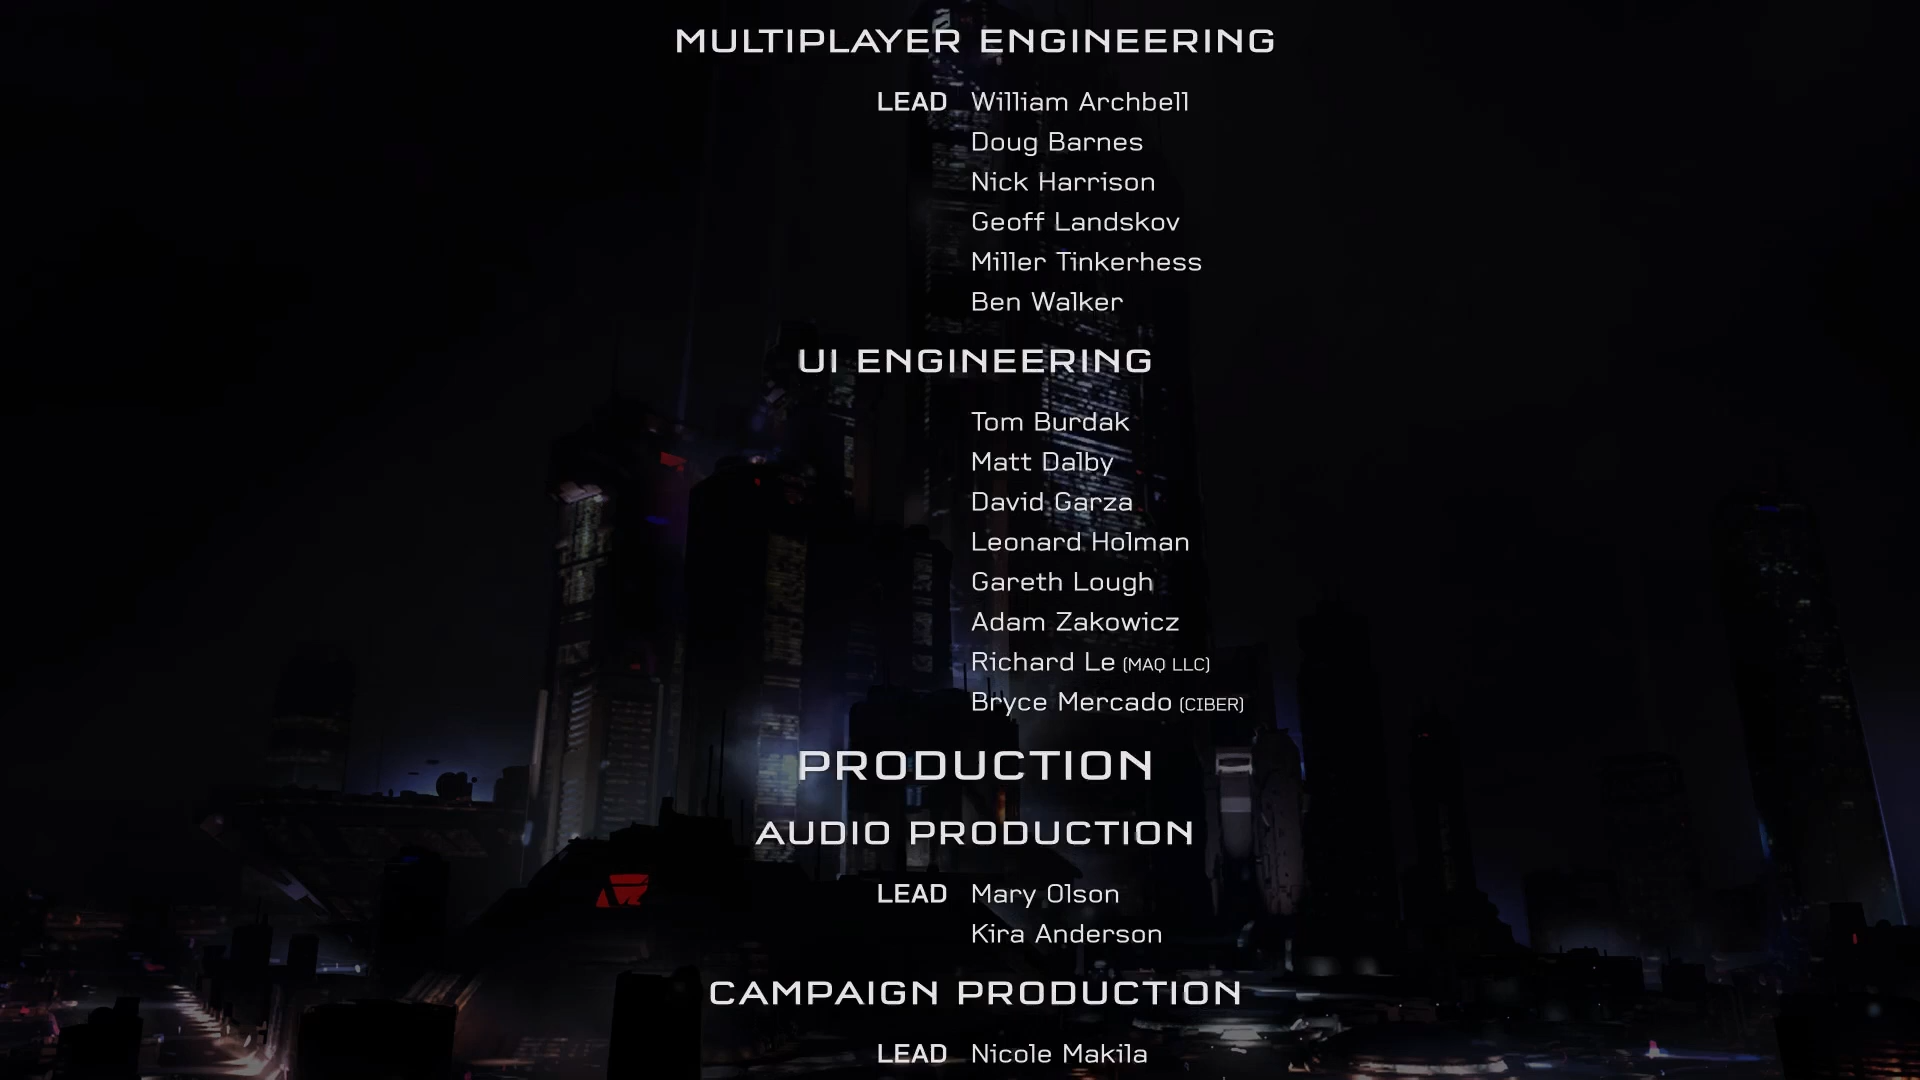 MULTIPLAYER ENGINEERING
LEAD William Archbell
Doug Barnes
Nick Harrison
Geoff Landskov
Miller Tinkerhess
Ben Walker
UI ENGINEERING
Tom Burdak
Matt Dalby
David Garza
Leonard Holman
Gareth Lough
Adam Zakowicz
Richard Le (MAQ LLC)
Bryce Mercado (CIBER)
PRODUCTION
AUDIO PRODUCTION
LEAD Mary Olson
Kira Anderson
CAMPAIGN PRODUCTION
LEAD Nicole Makila